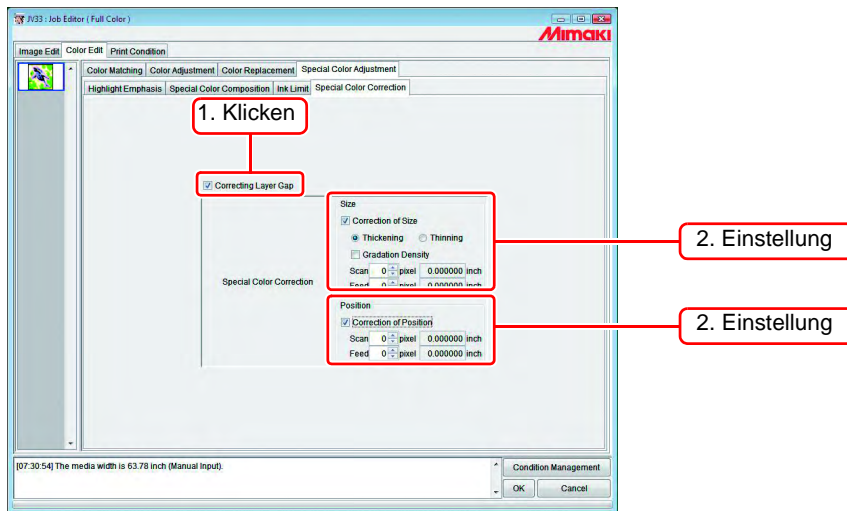 JV33 : Job Editor ( Full Color )
Mimaki
Image Edit Color Edit Print Condition
Color Matching Color Adjustment Color Replacement Special Color Adjustment
Highlight Emphasis Special Color Composition Ink Limit Special Color Correction
1. Klicken
Correcting Layer Gap
Size
Correction of Size
Thickening Thinning
Gradation Density
Scan 0 pixel 0.000000 inch
Feed 0 pixel 0.000000 inch
2. Einstellung
Special Color Correction
Position
Correction of Position
Scan 0 pixel 0.000000 inch
Feed 0 pixel 0.000000 inch
2. Einstellung
[07:30:54] The media width is 63.78 inch (Manual Input).
Condition Management
OK Cancel